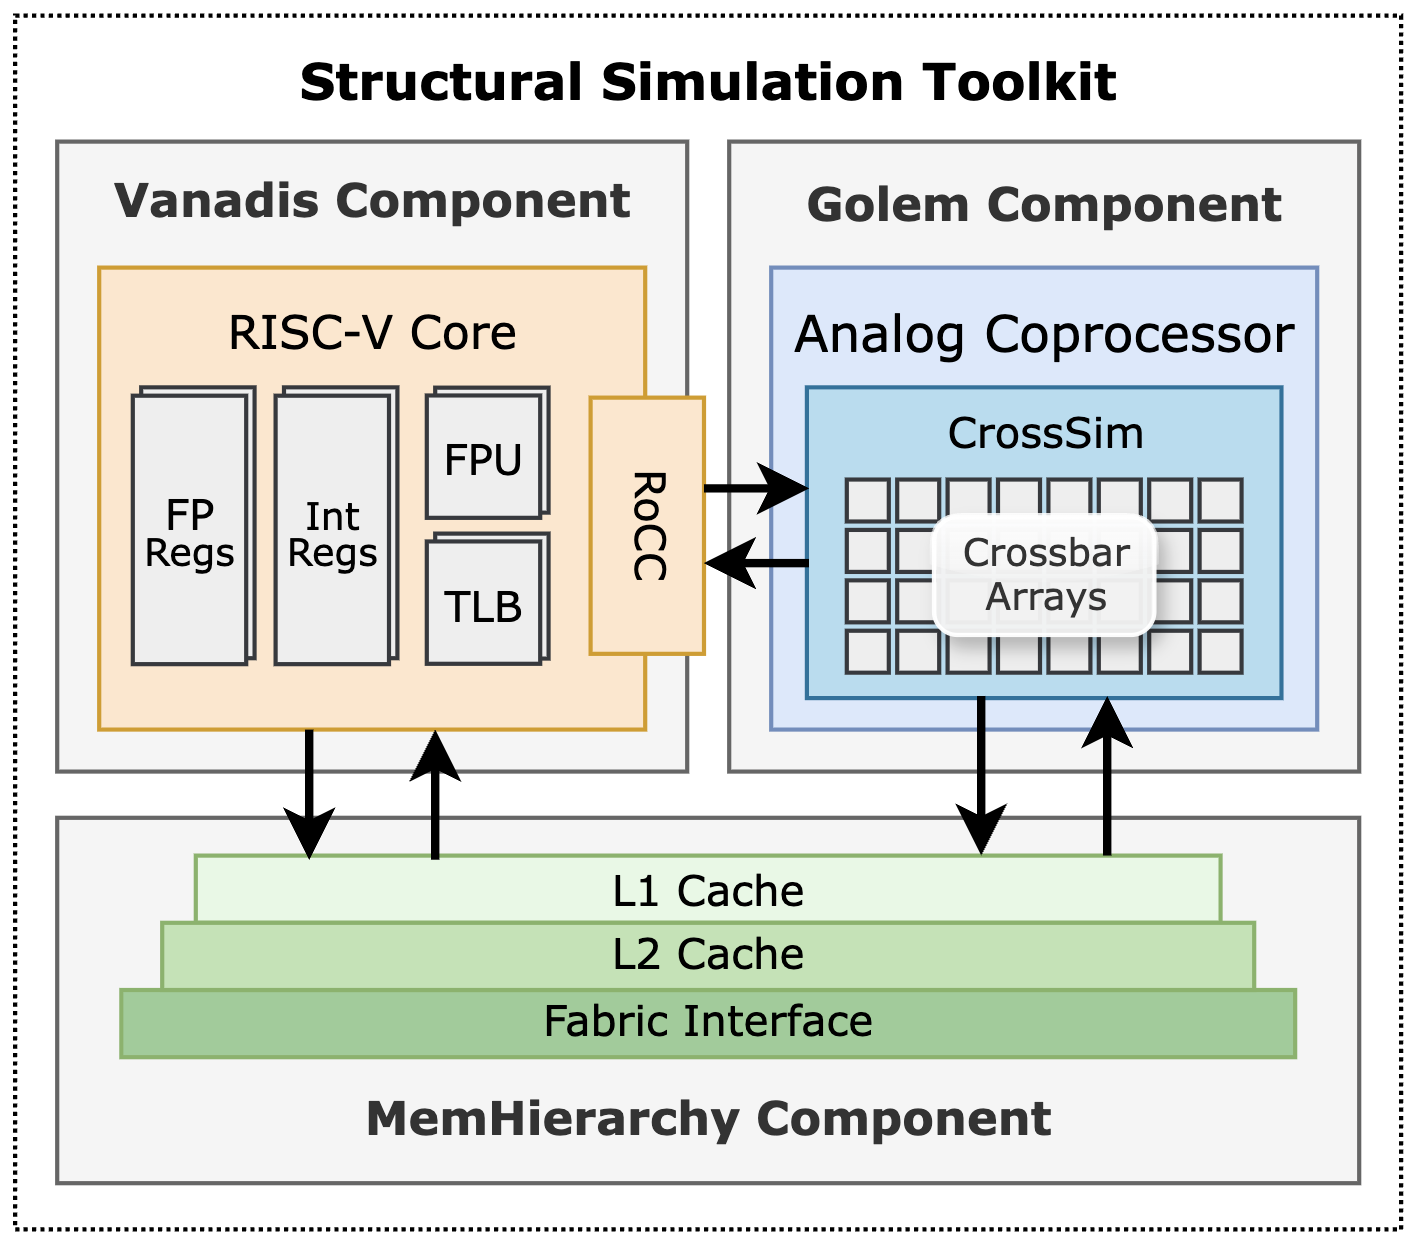 Structural Simulation Toolkit
Vanadis Component
RISC-V Core
FP
Regs
Int
Regs
FPU
TLB
RoCC
Golem Component
Analog Coprocessor
CrossSim
Crossbar
Arrays
L1 Cache
L2 Cache
Fabric Interface
MemHierarchy Component